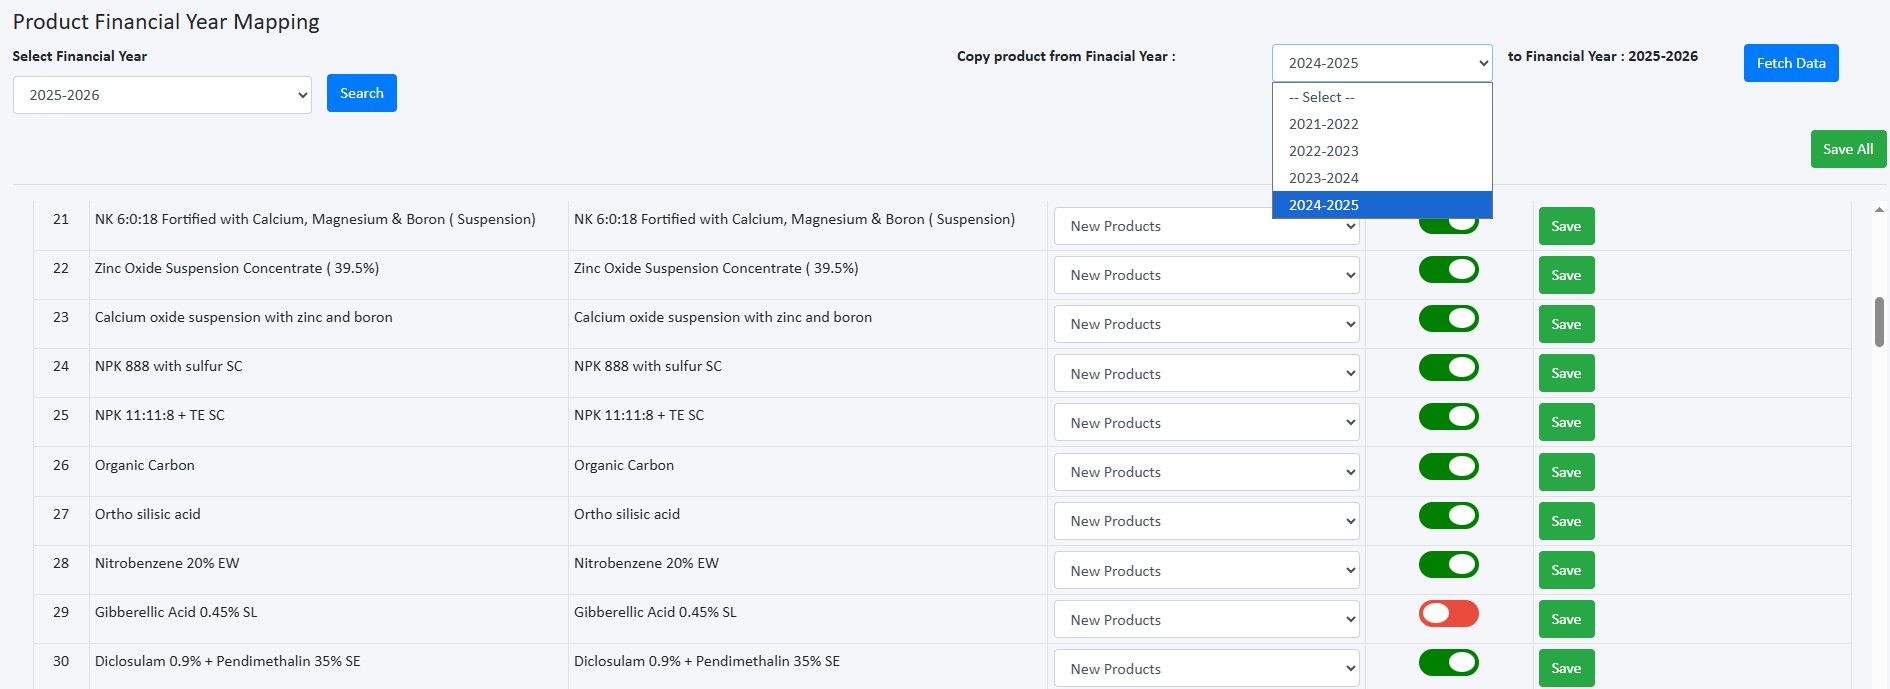 Product Financial Year Mapping
Select Financial Year
2025-2026
Search
Copy product from Finacial Year :
2024-2025
to Financial Year : 2025-2026
Fetch Data
-- Select --
2021-2022
2022-2023
2023-2024
2024-2025
Save All
21 NK 6:0:18 Fortified with Calcium, Magnesium & Boron ( Suspension) NK 6:0:18 Fortified with Calcium, Magnesium & Boron ( Suspension) New Products Save
22 Zinc Oxide Suspension Concentrate ( 39.5%) Zinc Oxide Suspension Concentrate ( 39.5%) New Products Save
23 Calcium oxide suspension with zinc and boron Calcium oxide suspension with zinc and boron New Products Save
24 NPK 888 with sulfur SC NPK 888 with sulfur SC New Products Save
25 NPK 11:11:8 + TE SC NPK 11:11:8 + TE SC New Products Save
26 Organic Carbon Organic Carbon New Products Save
27 Ortho silisic acid Ortho silisic acid New Products Save
28 Nitrobenzene 20% EW Nitrobenzene 20% EW New Products Save
29 Gibberellic Acid 0.45% SL Gibberellic Acid 0.45% SL New Products Save
30 Diclosulam 0.9% + Pendimethalin 35% SE Diclosulam 0.9% + Pendimethalin 35% SE New Products Save